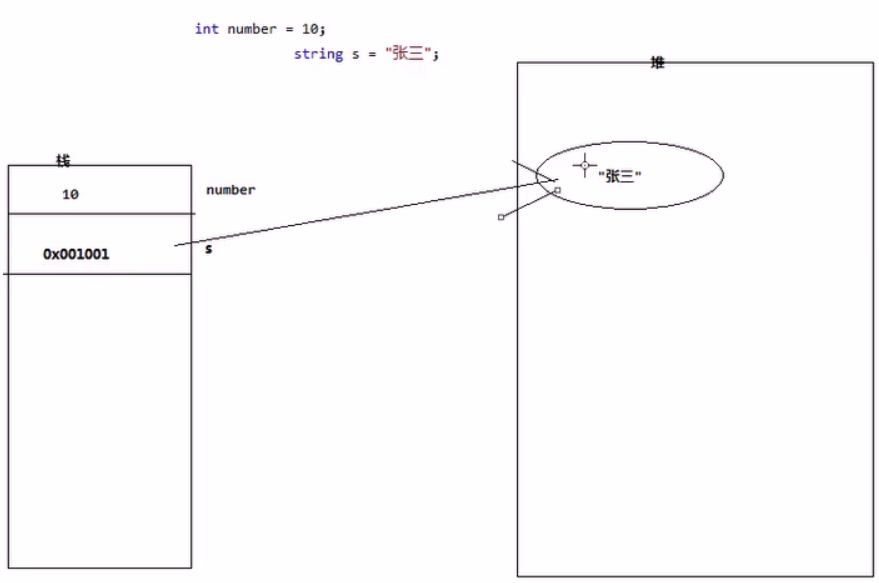 int number = 10;
string s = "张三";
堆
栈
10
number
"张三"
0x001001
s